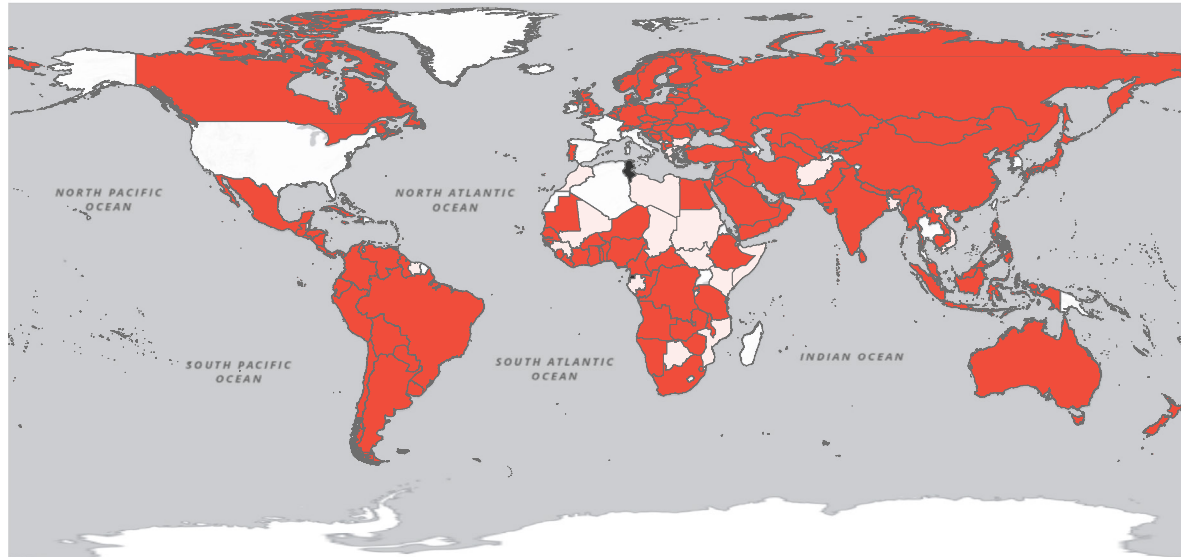 NORTH PACIFIC
OCEAN
NORTH ATLANTIC
OCEAN
SOUTH PACIFIC
OCEAN
SOUTH ATLANTIC
OCEAN
INDIAN OCEAN